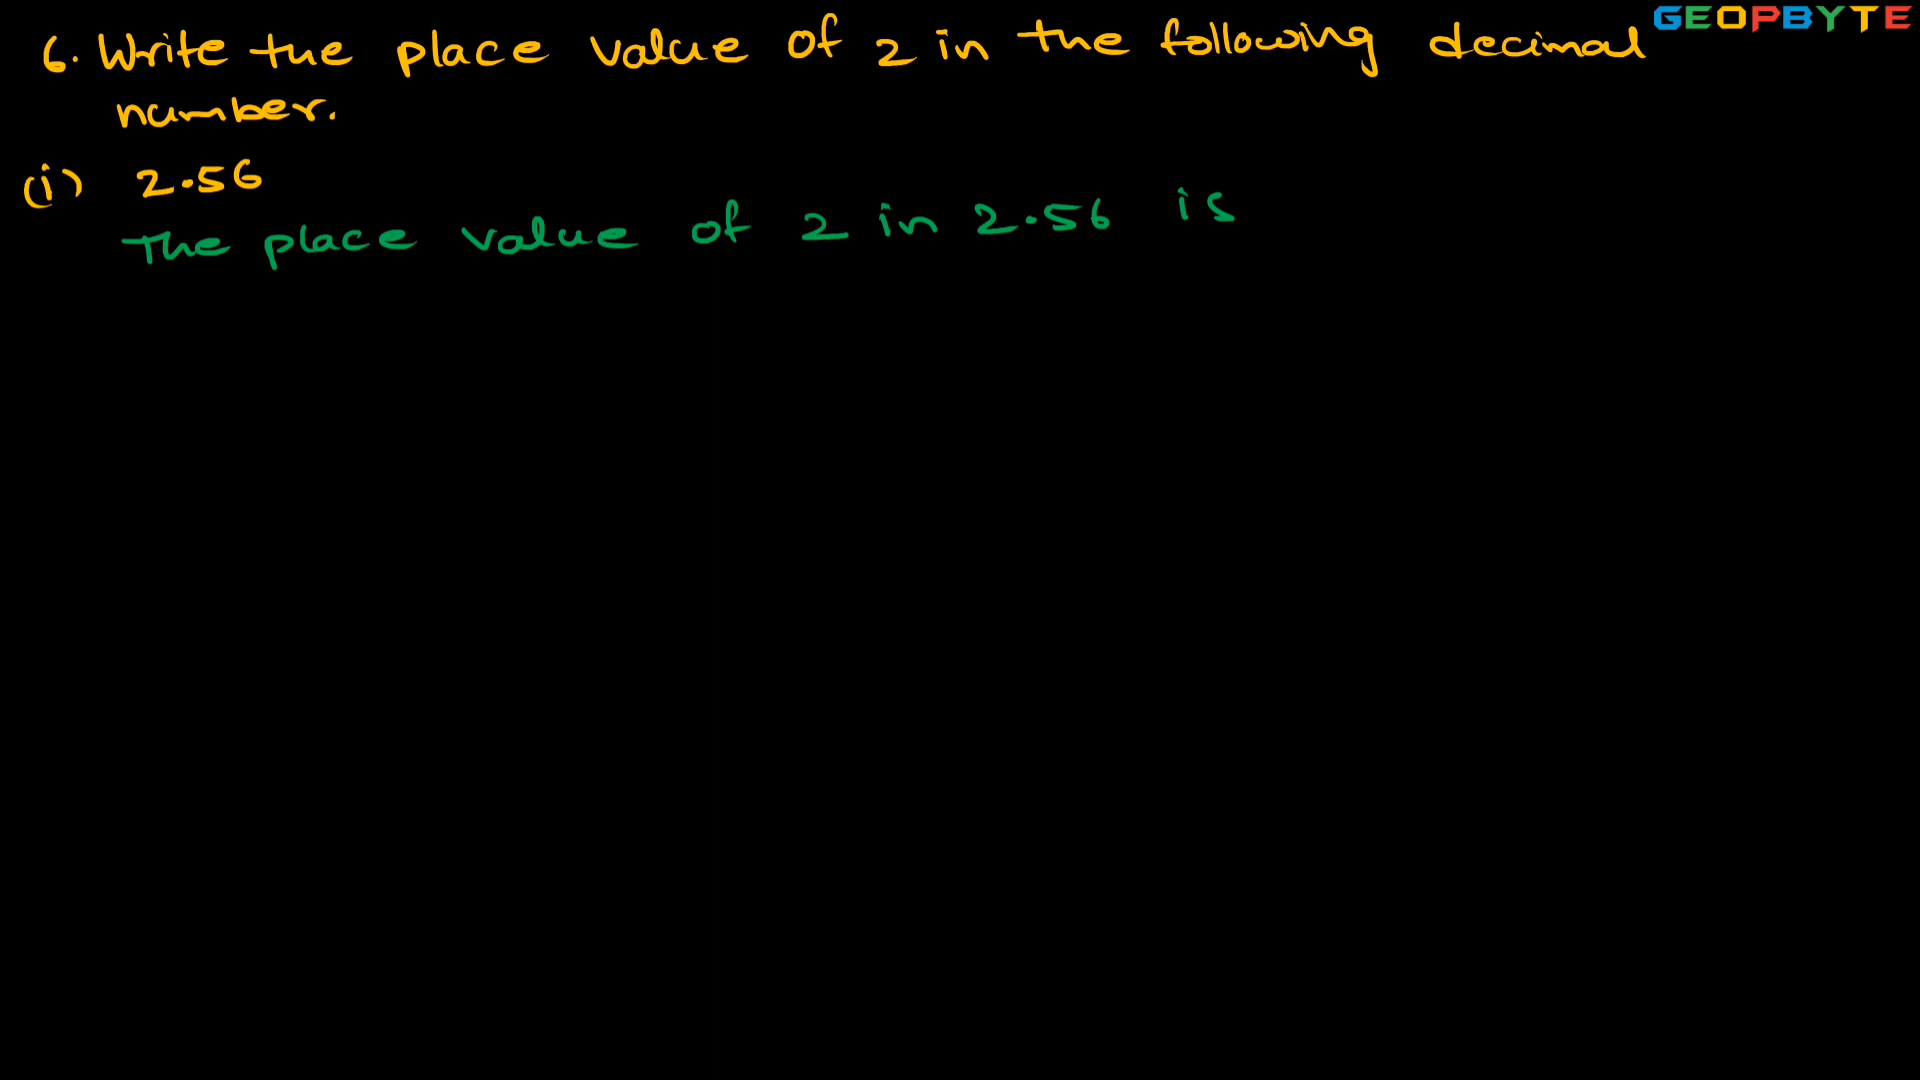 GEOPBYTE
6. Write the place value of 2 in the following decimal
number.
(i) 2.56
The place value of 2 in 2.56 is